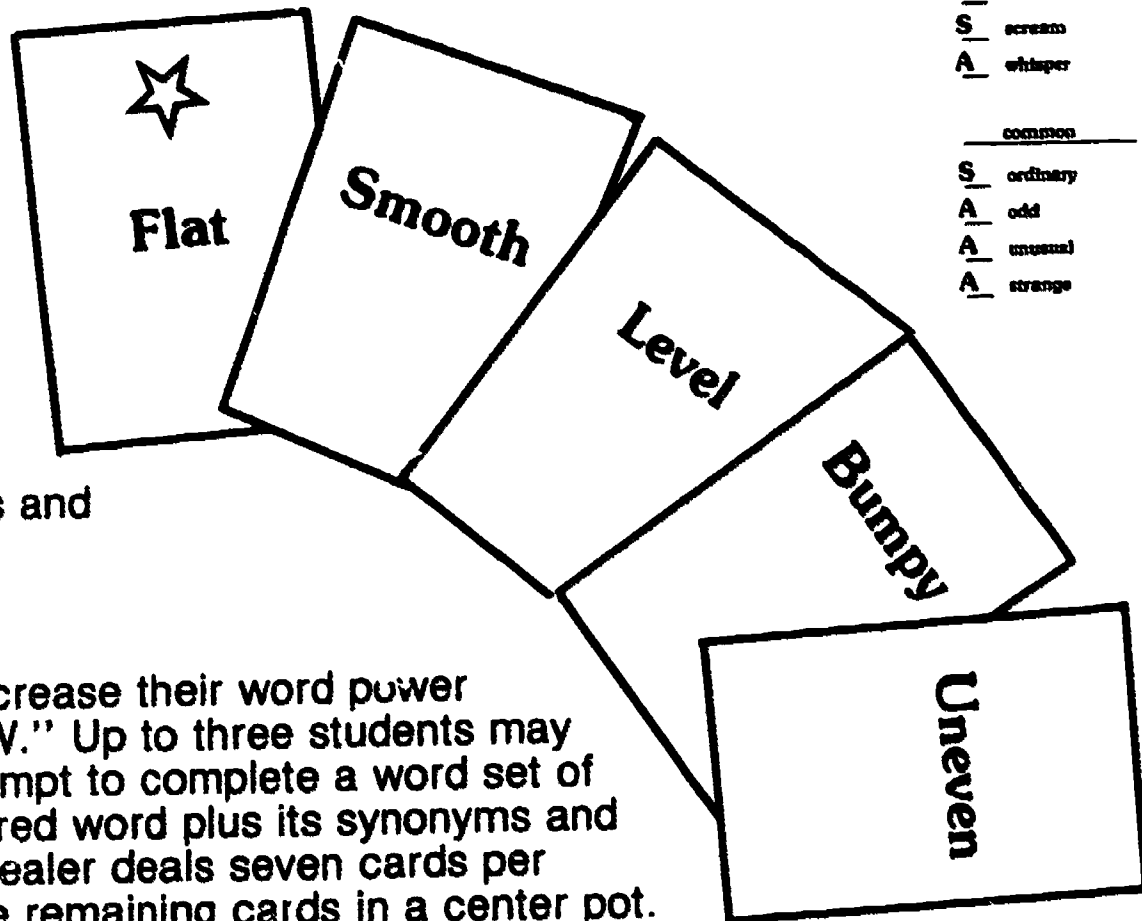 Flat
Smooth
Level
Bumpy
Uneven
S scream
A whisper
common
S ordinary
A odd
A unusual
A strange
and
crease their word power
." Up to three students may
mpt to complete a word set of
red word plus its synonyms and
ealer deals seven cards per
remaining cards in a center pot.